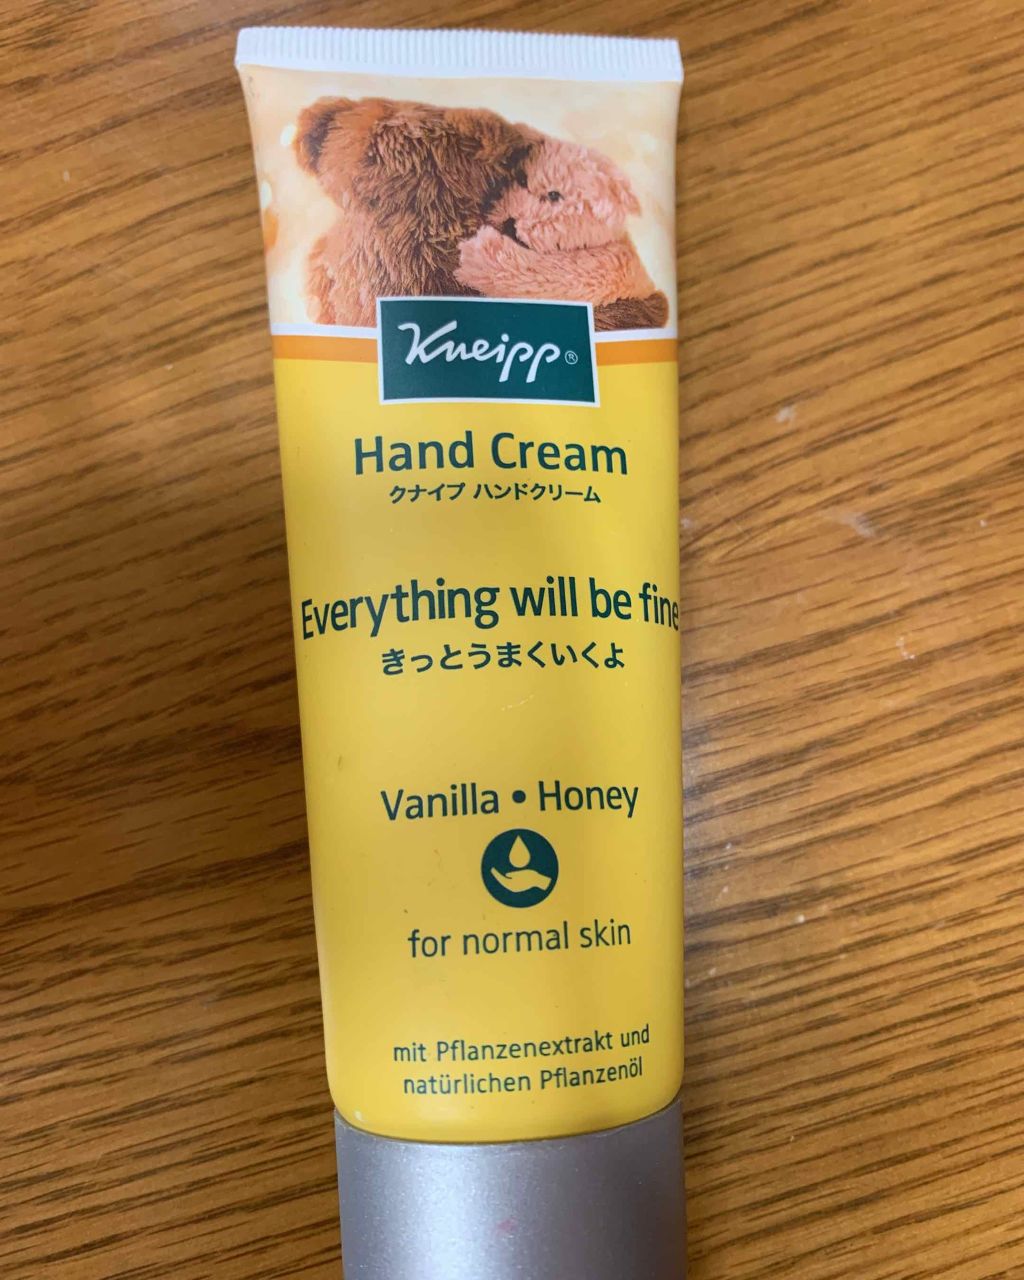 Kneipp®
Hand Cream
クナイプ ハンドクリーム
Everything will be fine
きっとうまくいくよ
Vanilla • Honey
for normal skin
mit Pflanzenextrakt und
natürlichen Pflanzenöl